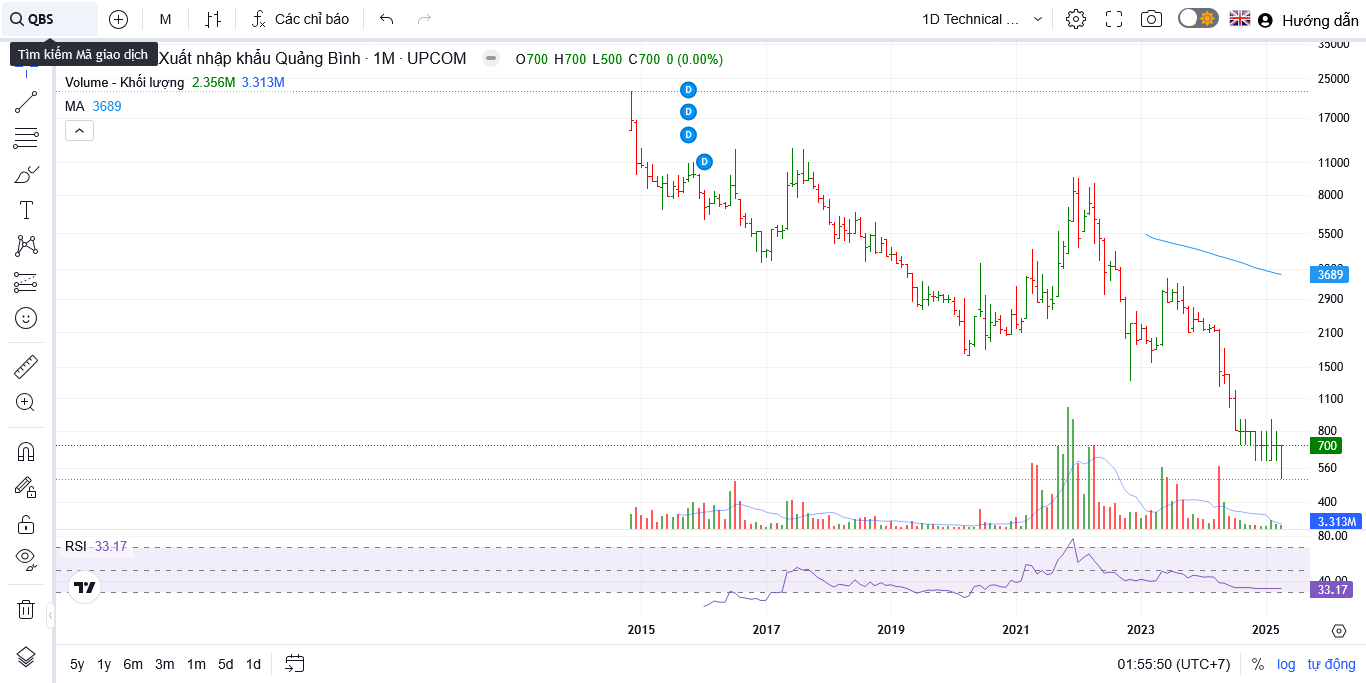 QBS M Các chỉ báo 1D Technical ... Hướng dẫn
Tìm kiếm Mã giao dịch Xuất nhập khẩu Quảng Bình · 1M · UPCOM O700 H700 L500 C700 0 (0.00%)
Volume - Khối lượng 2.356M 3.313M
MA 3689
D
D
D
D
35000
25000
17000
11000
8000
5500
3689
2900
2100
1500
1100
800
700
560
400
3.313M
RSI 33.17
80.00
40.00
33.17
2015 2017 2019 2021 2023 2025
5y 1y 6m 3m 1m 5d 1d 01:55:50 (UTC+7) % log tự động